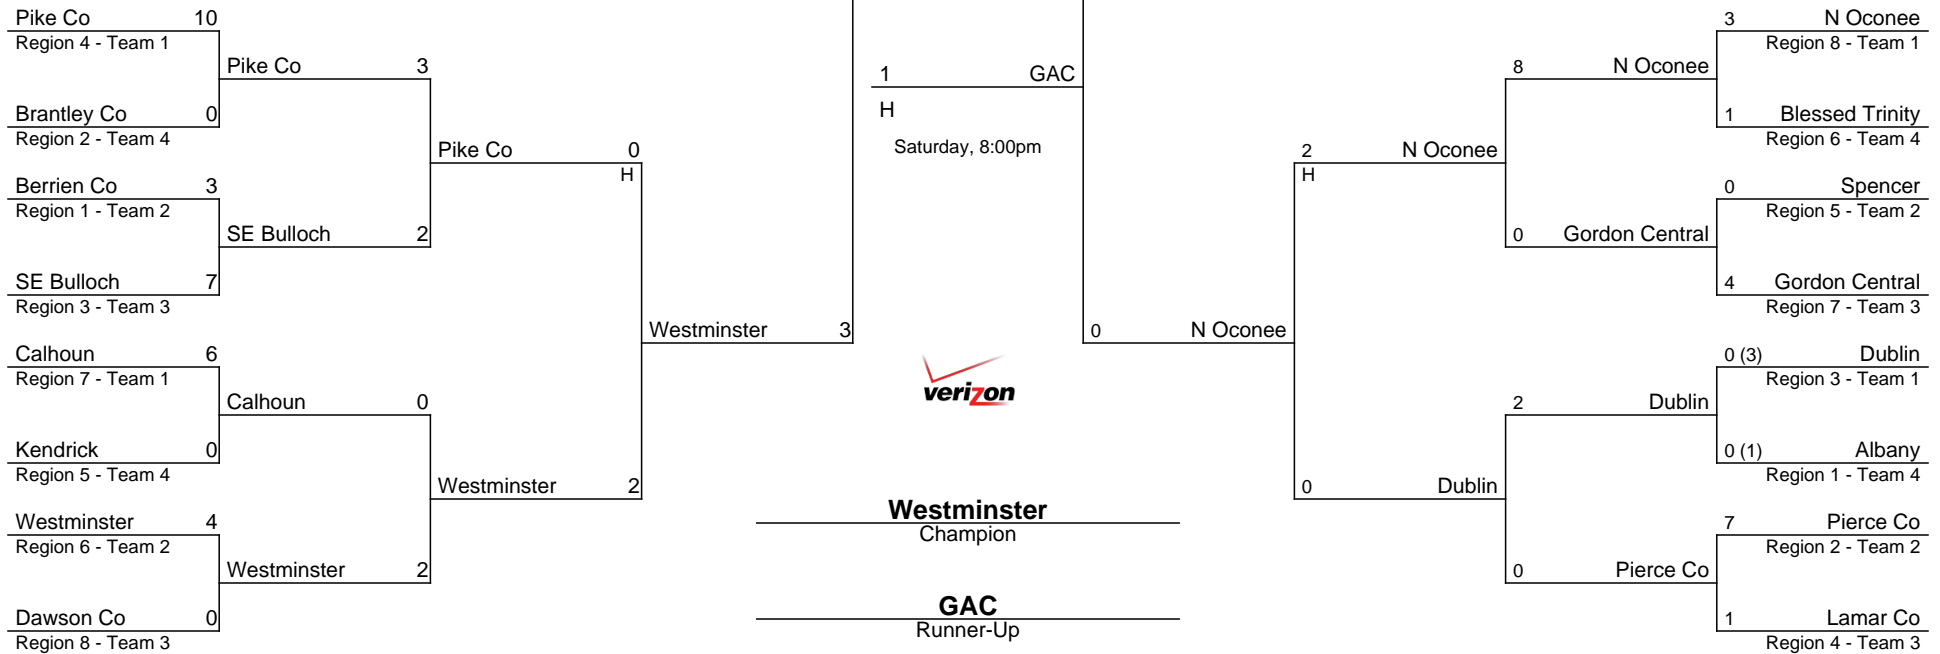 Pike Co 10
Region 4 - Team 1
Pike Co 3
Brantley Co 0
Region 2 - Team 4
Pike Co 0
H
Berrien Co 3
Region 1 - Team 2
SE Bulloch 2
SE Bulloch 7
Region 3 - Team 3
Westminster 3
Calhoun 6
Region 7 - Team 1
Calhoun 0
Kendrick 0
Region 5 - Team 4
Westminster 2
Westminster 4
Region 6 - Team 2
Westminster 2
Dawson Co 0
Region 8 - Team 3
1 GAC
H
Saturday, 8:00pm
verizon
Westminster
Champion
GAC
Runner-Up
3 N Oconee
Region 8 - Team 1
8 N Oconee
1 Blessed Trinity
Region 6 - Team 4
2 N Oconee
H
0 Spencer
Region 5 - Team 2
0 Gordon Central
4 Gordon Central
Region 7 - Team 3
0 N Oconee
0 (3) Dublin
Region 3 - Team 1
2 Dublin
0 (1) Albany
Region 1 - Team 4
0 Dublin
7 Pierce Co
Region 2 - Team 2
0 Pierce Co
1 Lamar Co
Region 4 - Team 3